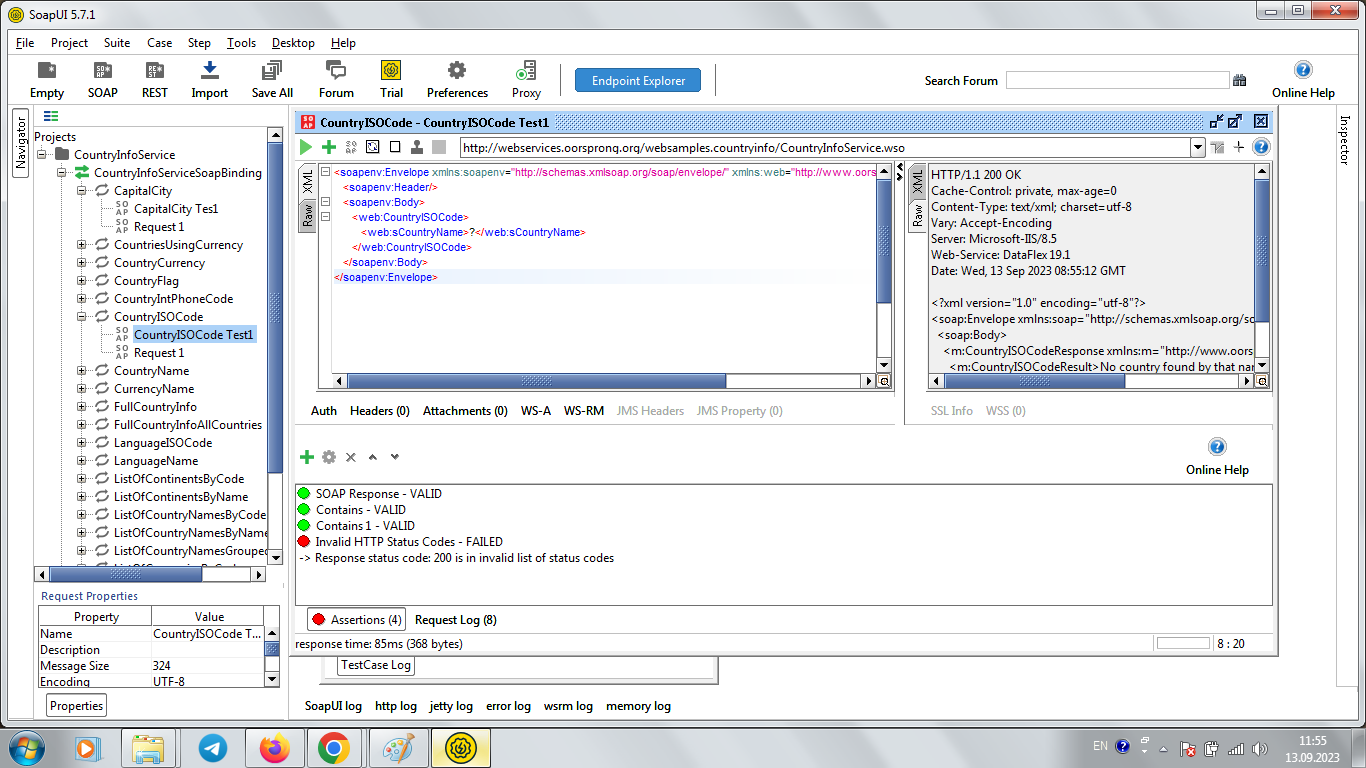 SoapUI 5.7.1
File Project Suite Case Step Tools Desktop Help
Empty SOAP REST Import Save All Forum Trial Preferences Proxy Endpoint Explorer Search Forum Online Help
Navigator
Projects
CountryInfoService
CountryInfoServiceSoapBinding
CapitalCity
CapitalCity Tes1
Request 1
CountriesUsingCurrency
CountryCurrency
CountryFlag
CountryIntPhoneCode
CountryISOCode
CountryISOCode Test1
Request 1
CountryName
CurrencyName
FullCountryInfo
FullCountryInfoAllCountries
LanguageISOCode
LanguageName
ListOfContinentsByCode
ListOfContinentsByName
ListOfCountryNamesByCode
ListOfCountryNamesByName
ListOfCountryNamesGrouped
Request Properties
Property Value
Name CountryISOCode T...
Description
Message Size 324
Encoding UTF-8
Properties
CountryISOCode - CountryISOCode Test1
http://webservices.oorsprong.org/websamples.countryinfo/CountryInfoService.wso
XML
Raw
<soapenv:Envelope xmlns:soapenv="http://schemas.xmlsoap.org/soap/envelope/" xmlns:web="http://www.oors
<soapenv:Header/>
<soapenv:Body>
<web:CountryISOCode>
<web:sCountryName>?</web:sCountryName>
</web:CountryISOCode>
</soapenv:Body>
</soapenv:Envelope>
XML
Raw
HTTP/1.1 200 OK
Cache-Control: private, max-age=0
Content-Type: text/xml; charset=utf-8
Vary: Accept-Encoding
Server: Microsoft-IIS/8.5
Web-Service: DataFlex 19.1
Date: Wed, 13 Sep 2023 08:55:12 GMT
<?xml version="1.0" encoding="utf-8"?>
<soap:Envelope xmlns:soap="http://schemas.xmlsoap.org/sc
<soap:Body>
<m:CountryISOCodeResponse xmlns:m="http://www.oors
<m:CountryISOCodeResult>No country found by that nar
Auth Headers (0) Attachments (0) WS-A WS-RM JMS Headers JMS Property (0)
SSL Info WSS (0)
Online Help
SOAP Response - VALID
Contains - VALID
Contains 1 - VALID
Invalid HTTP Status Codes - FAILED
-> Response status code: 200 is in invalid list of status codes
Assertions (4) Request Log (8)
response time: 85ms (368 bytes) 8 : 20
TestCase Log
SoapUI log http log jetty log error log wsrm log memory log
Inspector
EN 11:55
13.09.2023